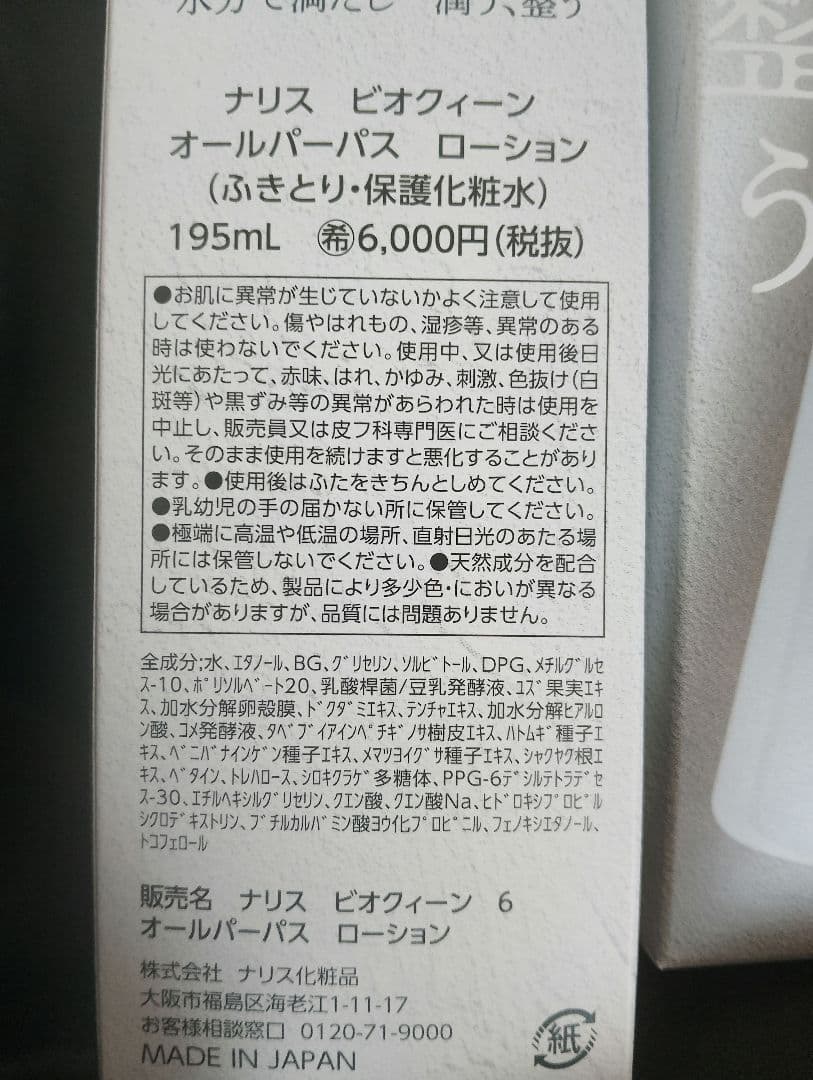 水分で満たし 潤う、整う
ナリス ビオクィーン
オールパーパス ローション
(ふきとり・保護化粧水)
195mL ㊒希6,000円(税抜)
●お肌に異常が生じていないかよく注意して使用
してください。傷やはれもの、湿疹等、異常のある
時は使わないでください。使用中、又は使用後日
光にあたって、赤味、はれ、かゆみ、刺激、色抜け(白
斑等)や黒ずみ等の異常があらわれた時は使用を
中止し、販売員又は皮フ科専門医にご相談くださ
い。そのまま使用を続けますと悪化することがあり
ます。●使用後はふたをきちんとしめてください。
●乳幼児の手の届かない所に保管してください。
●極端に高温や低温の場所、直射日光のあたる場
所には保管しないでください。●天然成分を配合
しているため、製品により多少色・においが異なる
場合がありますが、品質には問題ありません。
全成分;水、ｴﾀﾉｰﾙ、BG、ｸﾞﾘｾﾘﾝ、ｿﾙﾋﾞﾄｰﾙ、DPG、ﾒﾁﾙｸﾞﾙｾ
ｽ-10、ﾎﾟﾘｿﾙﾍﾞｰﾄ20、乳酸桿菌/豆乳発酵液、ﾕｽﾞ果実ｴｷ
ｽ、加水分解卵殻膜、ﾄﾞｸﾀﾞﾐｴｷｽ、ﾃﾝﾁｬｴｷｽ、加水分解ﾋｱﾙﾛ
ﾝ酸、ｺﾒ発酵液、ﾀﾍﾞﾌﾞｲｱｲﾝﾍﾟﾁｷﾞﾉｻ樹皮ｴｷｽ、ﾊﾄﾑｷﾞ種子ｴ
ｷｽ、ﾍﾞﾆﾊﾞﾅｲﾝｹﾞﾝ種子ｴｷｽ、ﾒﾏﾂﾖｲｸﾞｻ種子ｴｷｽ、ｼｬｸﾔｸ根ｴ
ｷｽ、ﾍﾞﾀｲﾝ、ﾄﾚﾊﾛｰｽ、ｼﾛｷｸﾗｹﾞ多糖体、PPG-6ﾃﾞｼﾙﾃﾄﾗﾃﾞｾ
ｽ-30、ｴﾁﾙﾍｷｼﾙｸﾞﾘｾﾘﾝ、ｸｴﾝ酸、ｸｴﾝ酸Na、ﾋﾄﾞﾛｷｼﾌﾟﾛﾋﾟﾙ
ｼｸﾛﾃﾞｷｽﾄﾘﾝ、ﾌﾞﾁﾙｶﾙﾊﾞﾐﾝ酸ﾖｳ化ﾌﾟﾛﾋﾟﾆﾙ、ﾌｪﾉｷｼｴﾀﾉｰﾙ、
ﾄｺﾌｪﾛｰﾙ
販売名 ナリス ビオクィーン 6
オールパーパス ローション
株式会社 ナリス化粧品
大阪市福島区海老江1-11-17
お客様相談窓口 0120-71-9000
MADE IN JAPAN
紙
整う